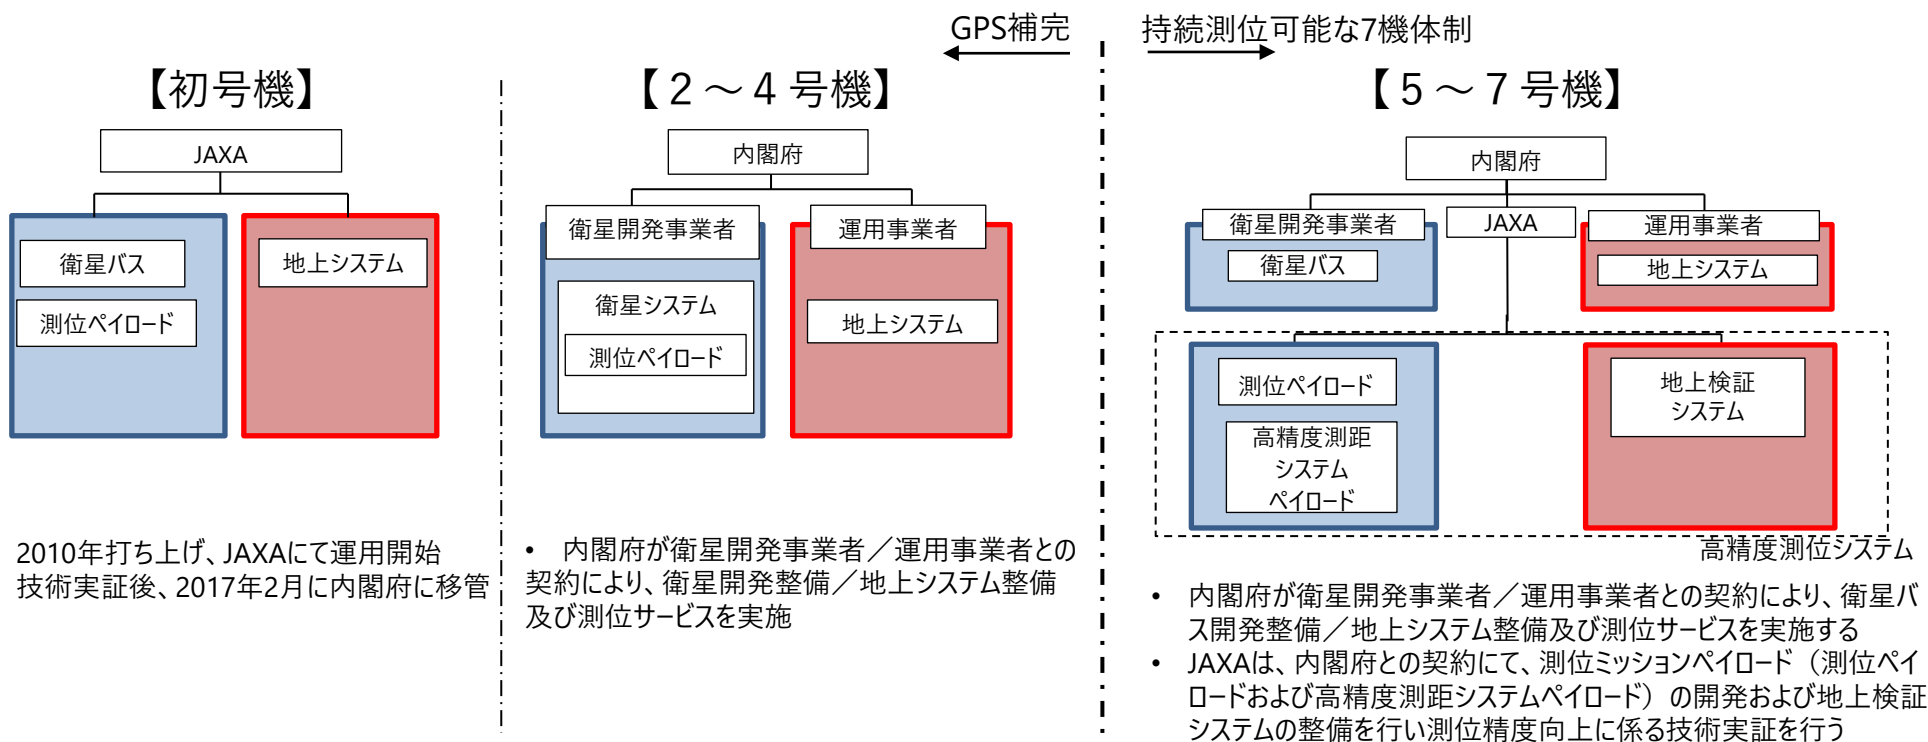 GPS補完
持続測位可能な7機体制
【初号機】
JAXA
衛星バス
測位ペイロード
地上システム
2010年打ち上げ、JAXAにて運用開始
技術実証後、2017年2月に内閣府に移管
【２～４号機】
内閣府
衛星開発事業者
運用事業者
衛星システム
測位ペイロード
地上システム
• 内閣府が衛星開発事業者／運用事業者との
契約により、衛星開発整備／地上システム整備
及び測位サービスを実施
【５～７号機】
内閣府
衛星開発事業者
JAXA
運用事業者
衛星バス
地上システム
測位ペイロード
高精度測距
システム
ペイロード
地上検証
システム
高精度測位システム
• 内閣府が衛星開発事業者／運用事業者との契約により、衛星バ
ス開発整備／地上システム整備及び測位サービスを実施する
• JAXAは、内閣府との契約にて、測位ミッションペイロード（測位ペイ
ロードおよび高精度測距システムペイロード）の開発および地上検証
システムの整備を行い測位精度向上に係る技術実証を行う